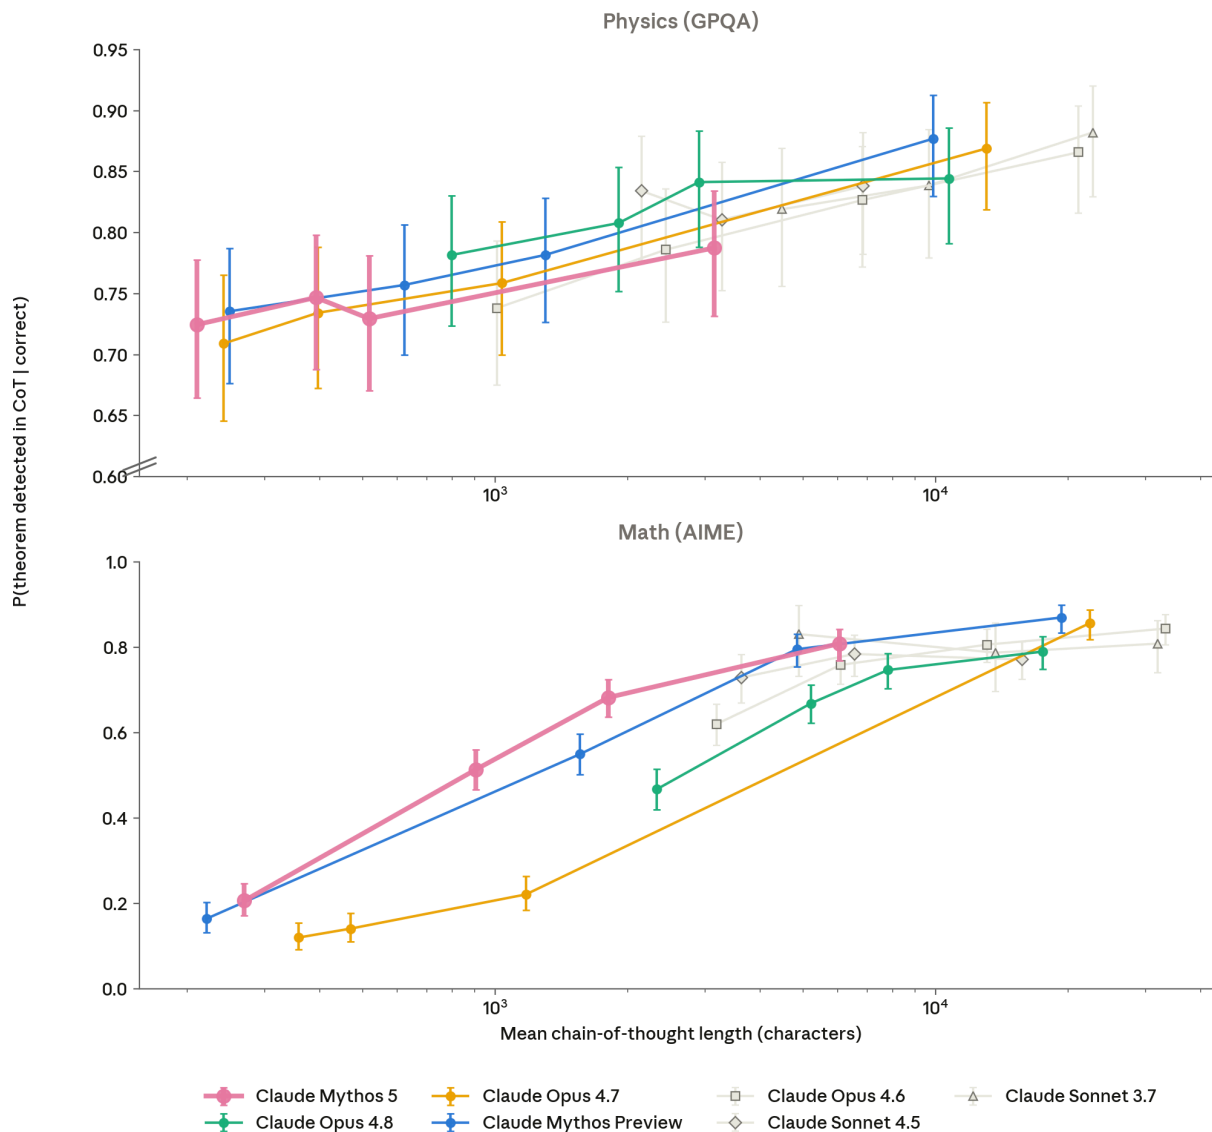 Physics (GPQA)
0.95
0.90
0.85
0.80
0.75
0.70
0.65
0.60
10³
10⁴
P(theorem detected in CoT | correct)
Math (AIME)
1.0
0.8
0.6
0.4
0.2
0.0
10³
10⁴
Mean chain-of-thought length (characters)
Claude Mythos 5
Claude Opus 4.7
Claude Opus 4.6
Claude Sonnet 3.7
Claude Opus 4.8
Claude Mythos Preview
Claude Sonnet 4.5